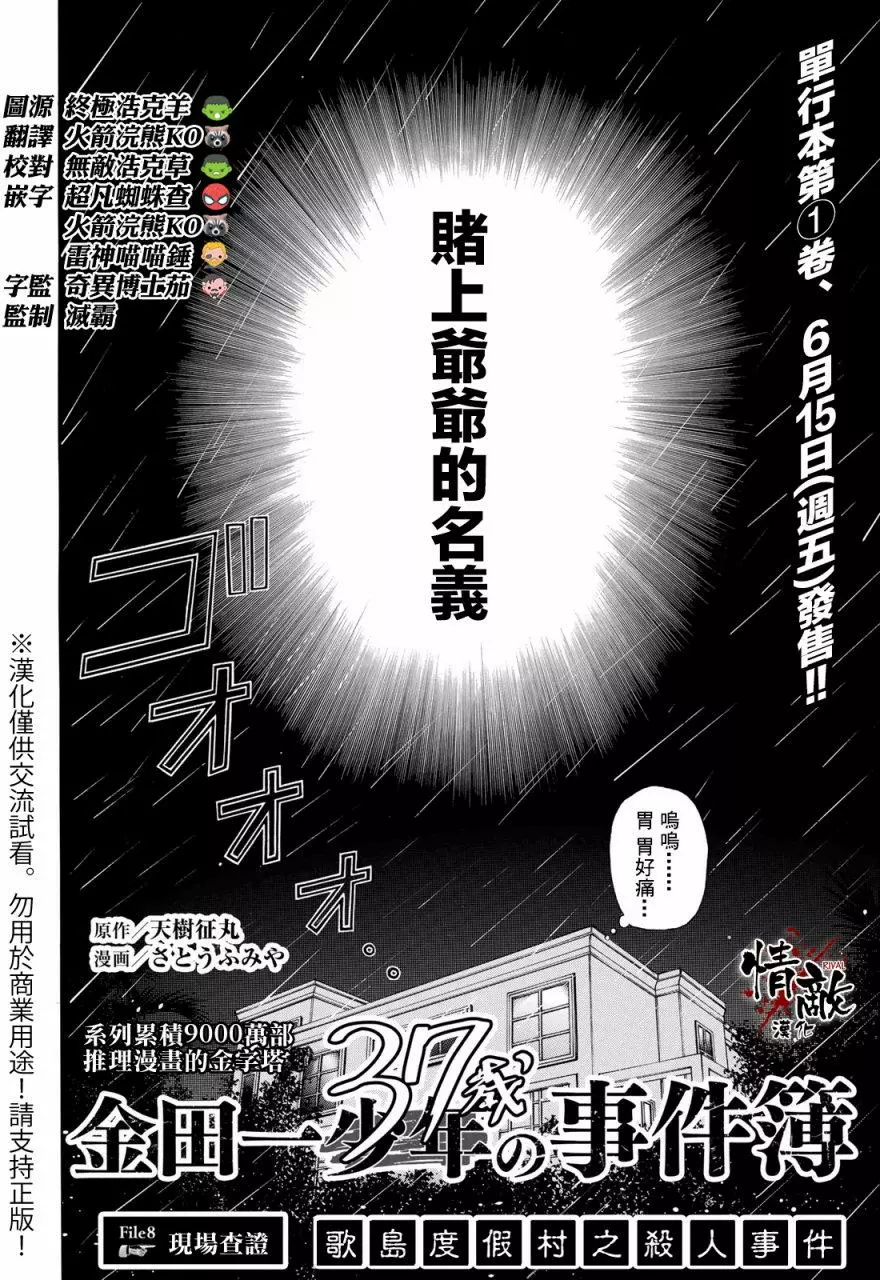 單行本第①卷、6月15日(週五)發售!!
圖源 終極浩克羊
翻譯 火箭浣熊KO
校對 無敵浩克草
嵌字 超凡蜘蛛查
火箭浣熊KO
雷神喵喵錘
字監 奇異博士茄
監制 滅霸
賭上爺爺的名義
ゴオオオ。。
嗚嗚……
胃 胃好痛…
※漢化僅供交流試看。勿用於商業用途！請支持正版！
原作／天樹征丸
漫画／さとうふみや
情敵
RIVAL
漢化
系列累積9000萬部
推理漫畫的金字塔
金田一少年の事件簿
37歲
File8 現場查證
歌島度假村之殺人事件